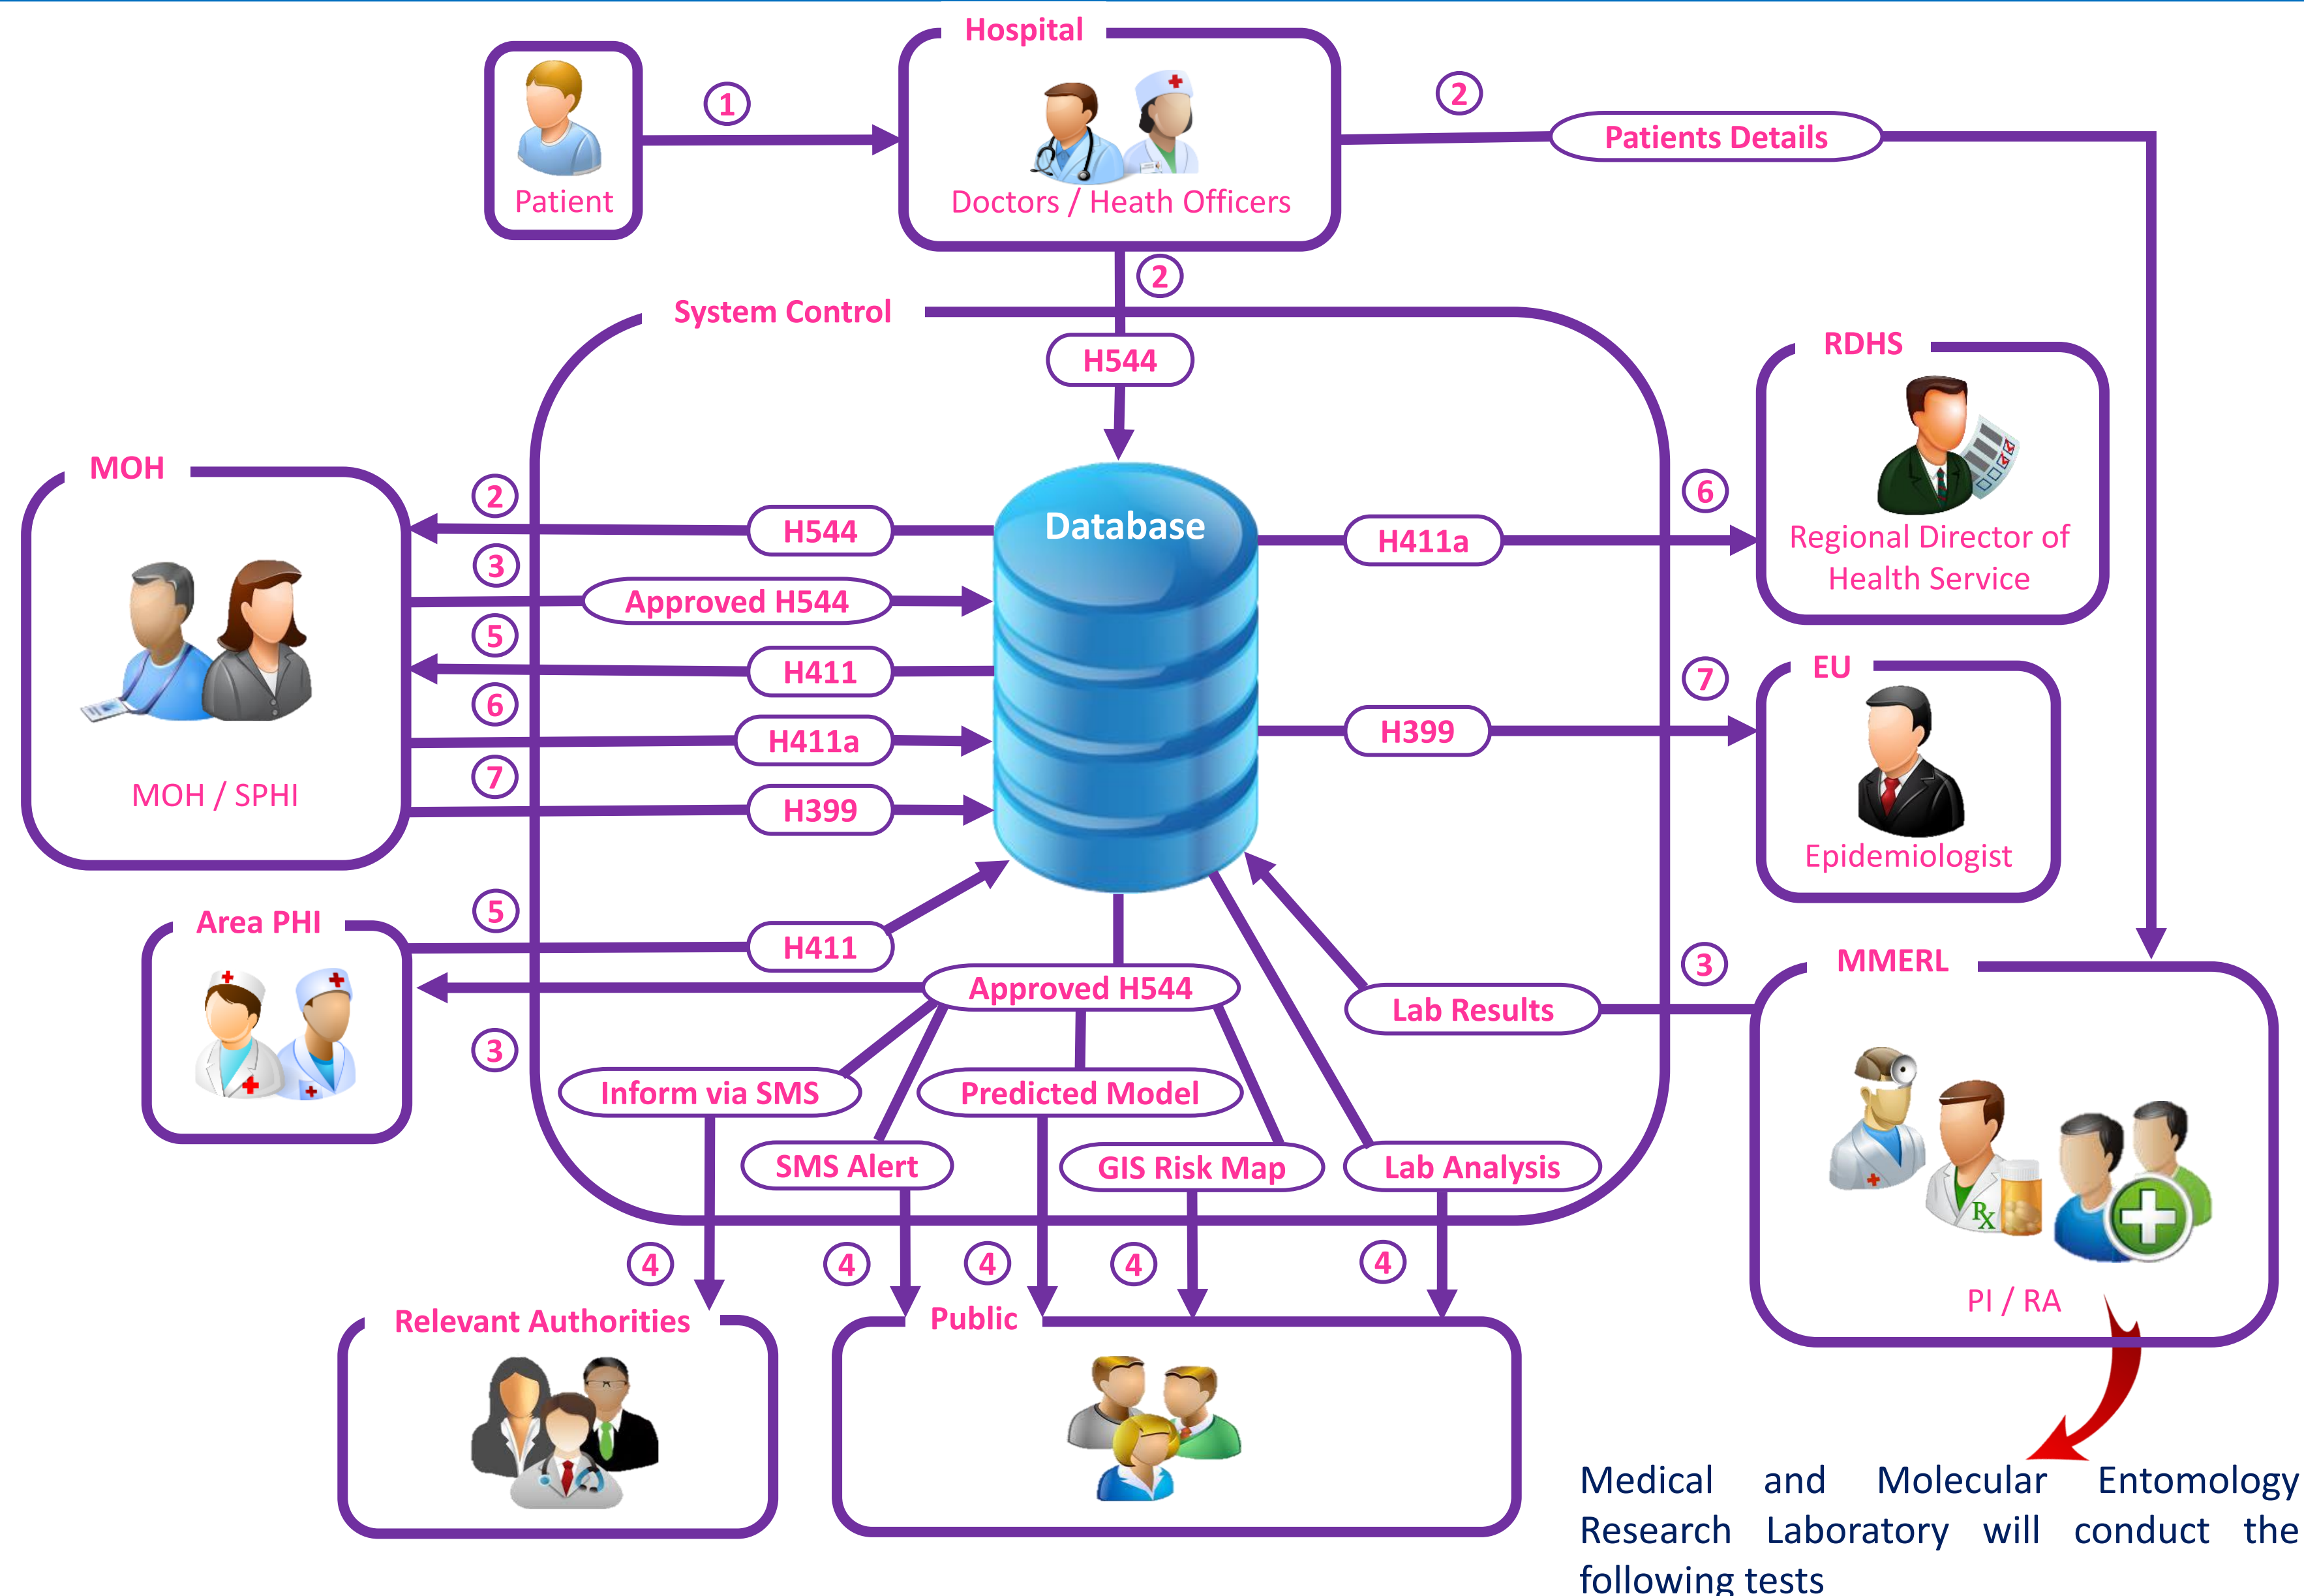 Hospital
1
2
Patients Details
Patient
Doctors / Heath Officers
2
System Control
H544
RDHS
Regional Director of
Health Service
MOH
MOH / SPHI
2
H544
3
Approved H544
5
H411
6
H411a
7
H399
Database
H411a
6
H399
7
EU
Epidemiologist
Area PHI
5
H411
Approved H544
3
Lab Results
3
MMERL
PI / RA
Inform via SMS
Predicted Model
SMS Alert
GIS Risk Map
Lab Analysis
4
4
4
4
4
Relevant Authorities
Public
Medical and Molecular Entomology
Research Laboratory will conduct the
following tests